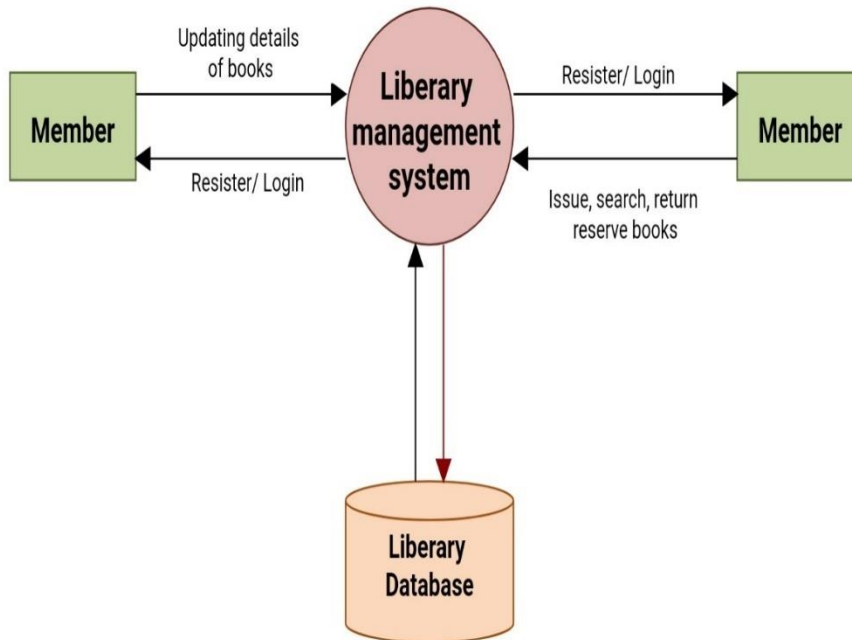 Updating details
of books
Member
Resister/ Login
Liberary
management
system
Resister/ Login
Member
Issue, search, return
reserve books
Liberary
Database